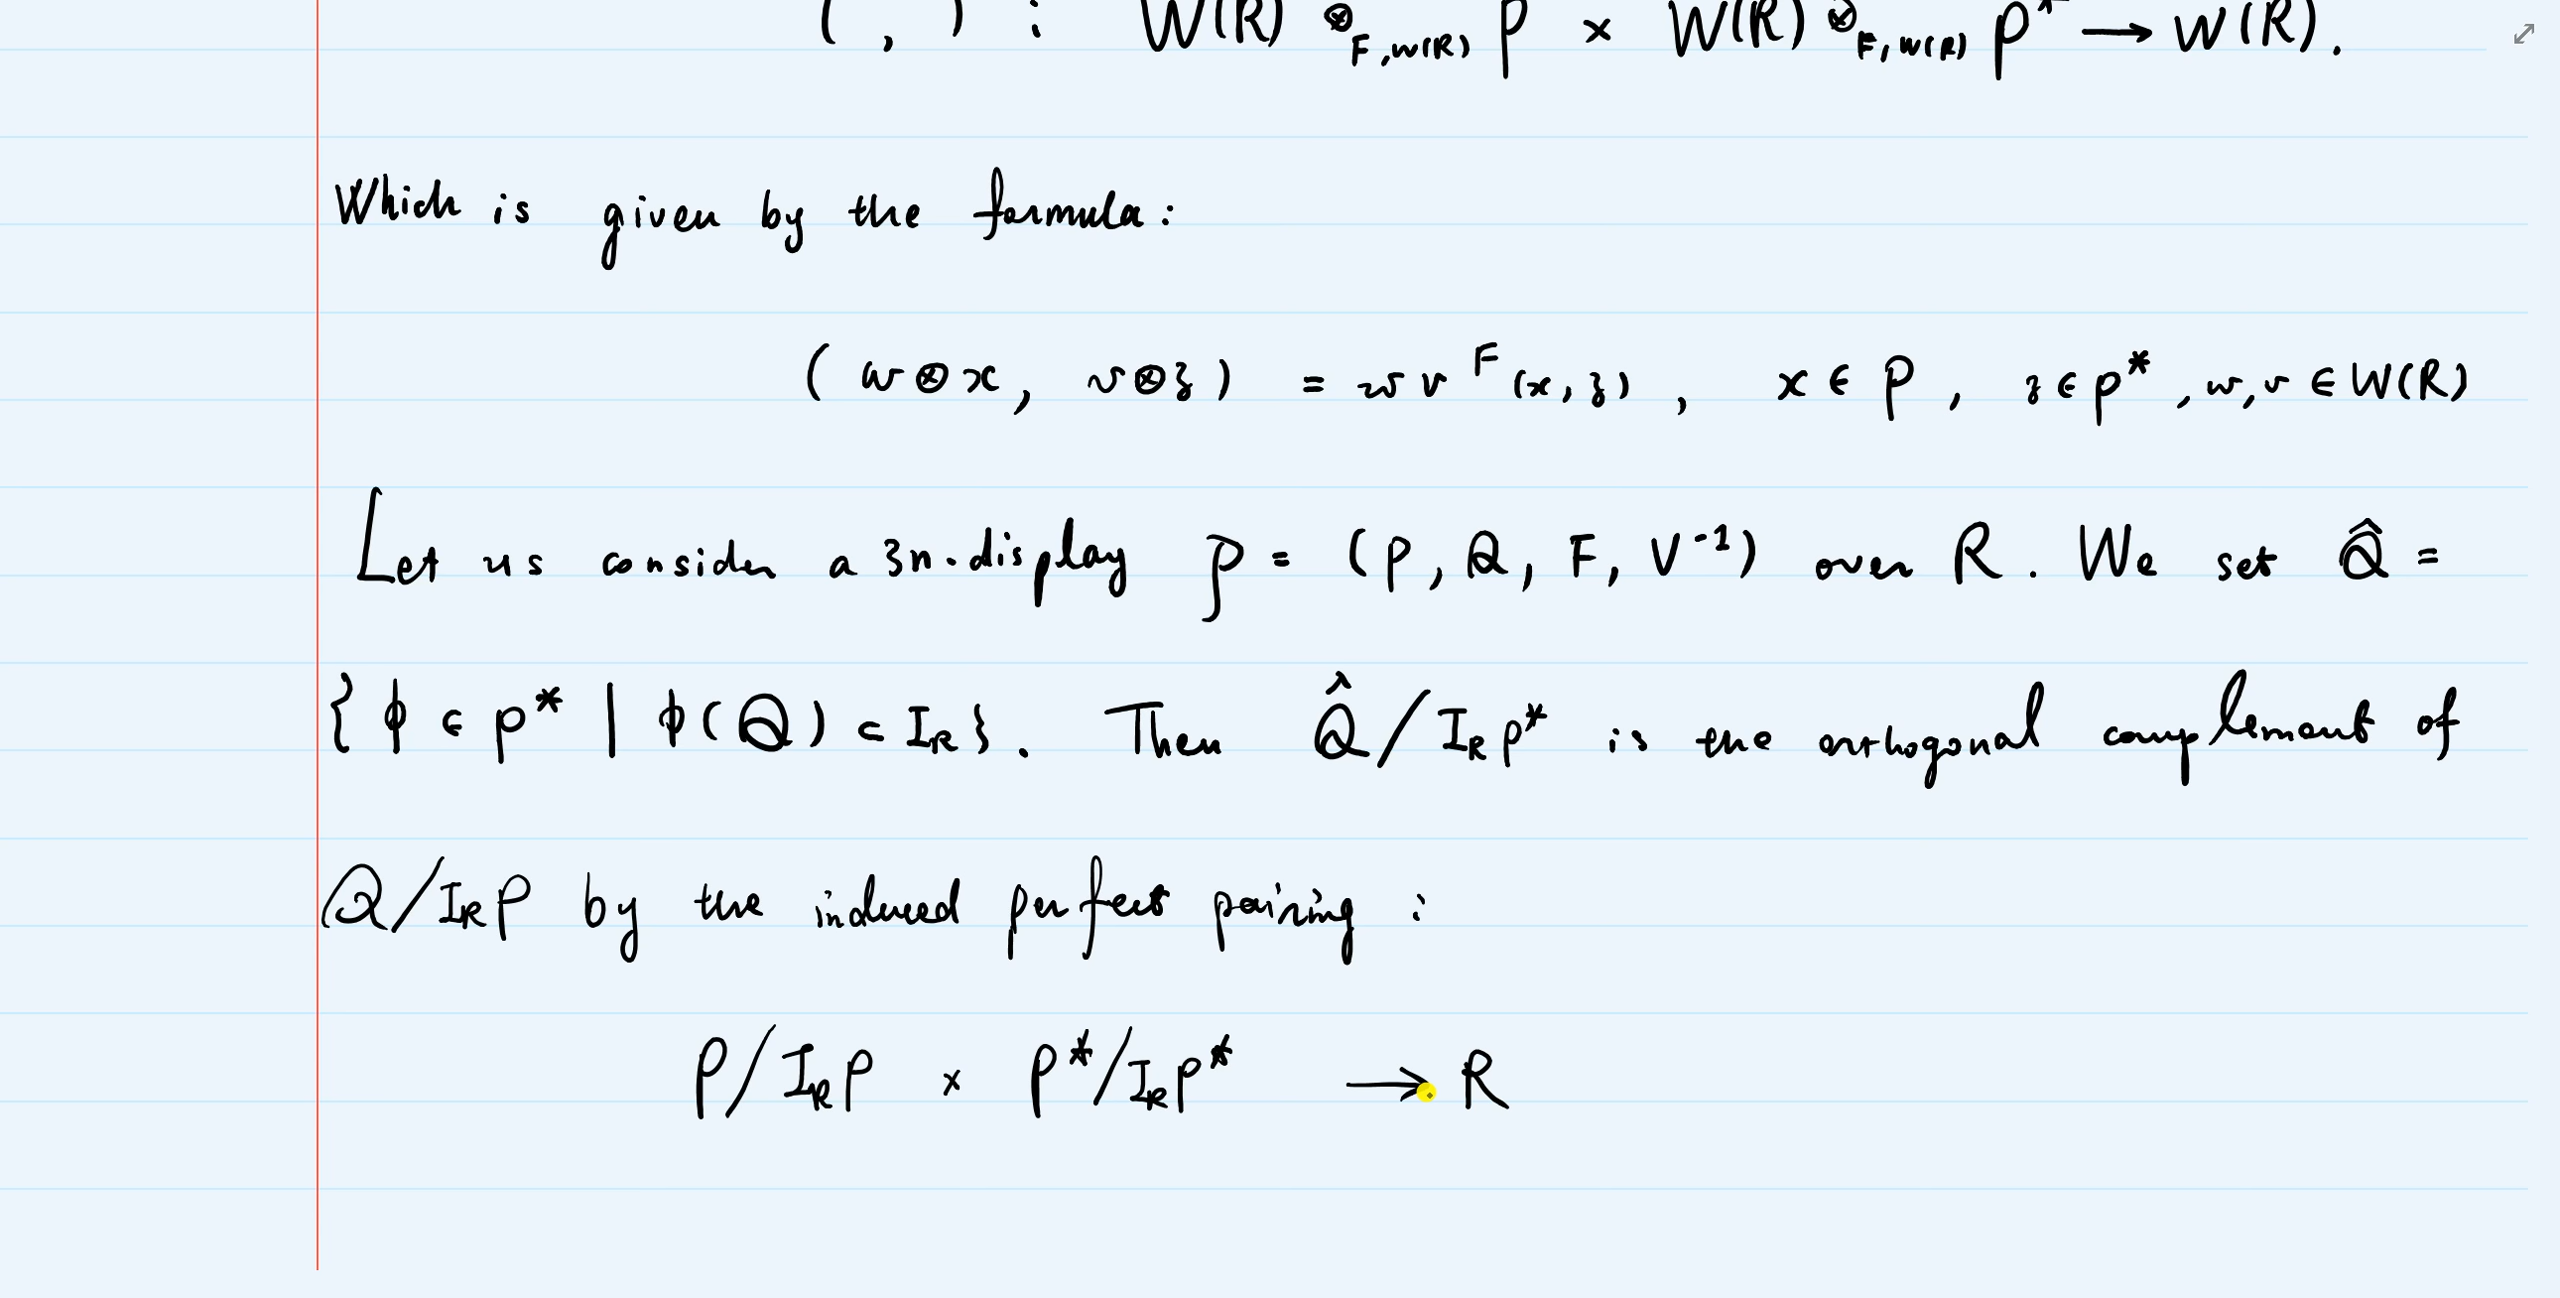 ( , ) : W(R) ⊗_{F,W(R)} P × W(R) ⊗_{F,W(R)} P* → W(R).
Which is given by the formula:
( w⊗x, v⊗z ) = w v ^F(x, z) , x ∈ P , z ∈ P* , w, v ∈ W(R)
Let us consider a 3n-display 𝒫 = (P, Q, F, V⁻¹) over R. We set Q̂ =
{ ϕ ∈ P* | ϕ(Q) ⊂ I_R }. Then Q̂/I_R P* is the orthogonal complement of
Q/I_R P by the induced perfect pairing :
P/I_R P × P*/I_R P* → R